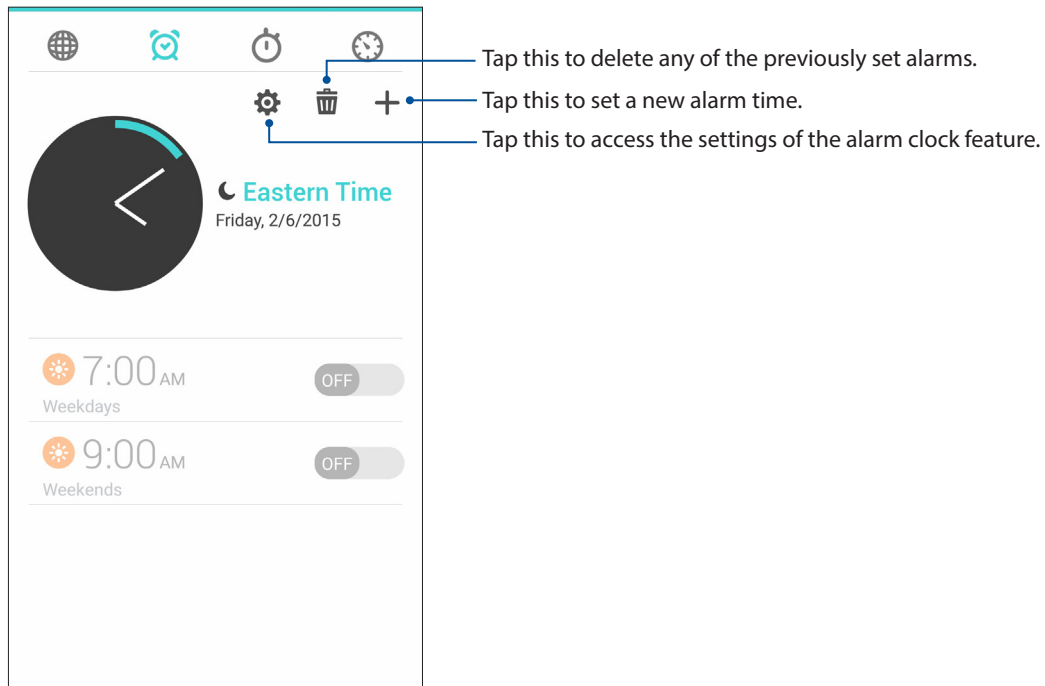 Tap this to delete any of the previously set alarms.
Tap this to set a new alarm time.
Tap this to access the settings of the alarm clock feature.
Eastern Time
Friday, 2/6/2015
7:00 AM
OFF
Weekdays
9:00 AM
OFF
Weekends